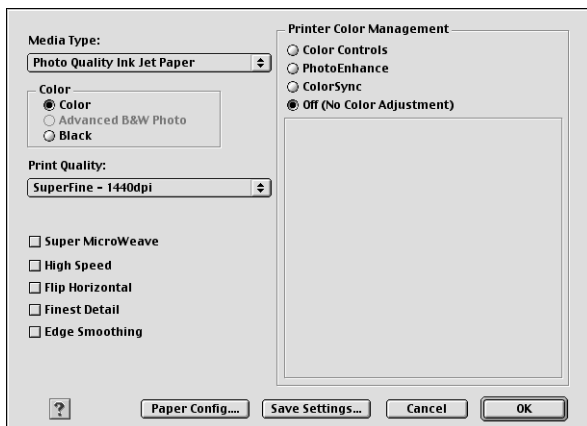 Media Type:
Photo Quality Ink Jet Paper
Color
Color
Advanced B&W Photo
Black
Print Quality:
SuperFine - 1440dpi
Super MicroWeave
High Speed
Flip Horizontal
Finest Detail
Edge Smoothing
Printer Color Management
Color Controls
PhotoEnhance
ColorSync
Off (No Color Adjustment)
?
Paper Config....
Save Settings...
Cancel
OK